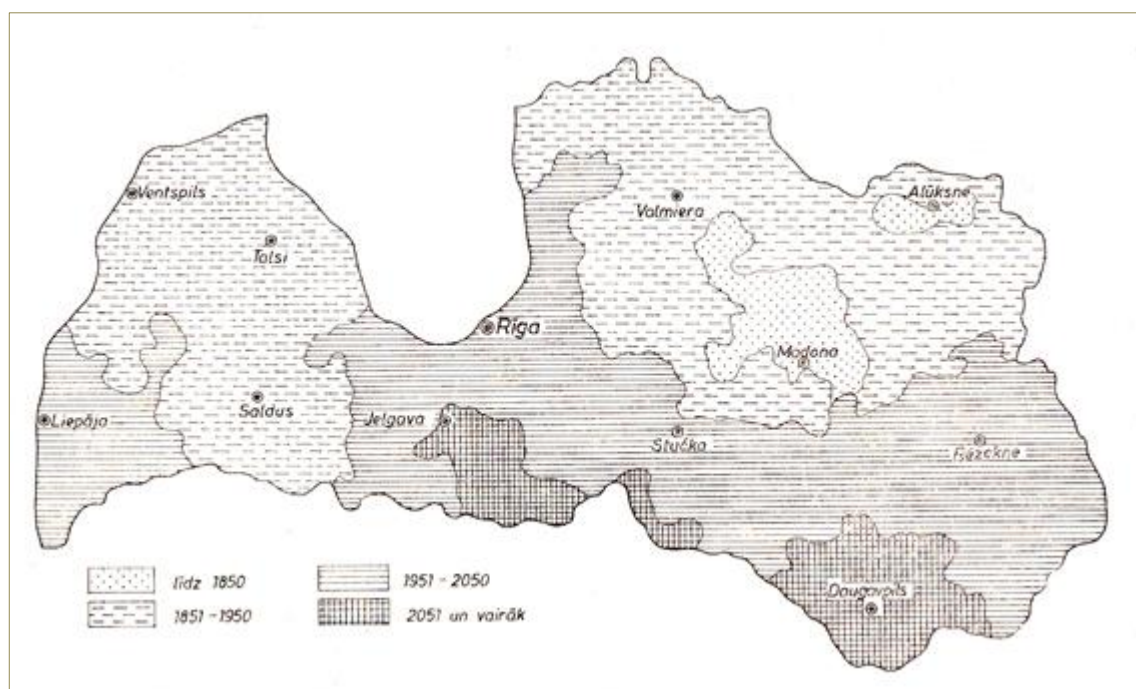 Ventspils
Alūksne
Valmiera
Talsi
Rīga
Madona
Saldus
Liepāja
Jelgava
Stučka
Rēzekne
Daugavpils
līdz 1850
1951 - 2050
1851 - 1950
2051 un vairāk